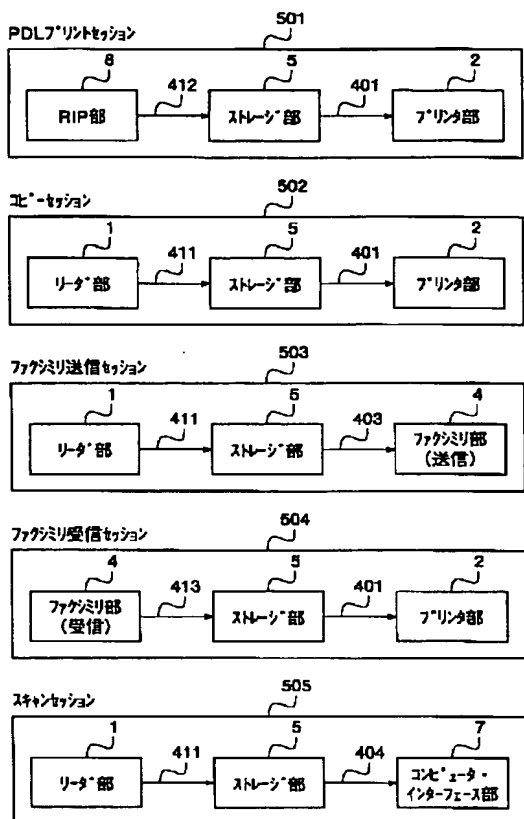 PDLプリントセッション
501
8
412
5
401
2
RIP部
ストレージ部
プリンタ部
コピーセッション
502
1
411
5
401
2
リーダ部
ストレージ部
プリンタ部
ファクシミリ送信セッション
503
1
411
5
403
4
リーダ部
ストレージ部
ファクシミリ部
(送信)
ファクシミリ受信セッション
504
4
413
5
401
2
ファクシミリ部
(受信)
ストレージ部
プリンタ部
スキャンセッション
505
1
411
5
404
7
リーダ部
ストレージ部
コンピュータ・
インターフェース部